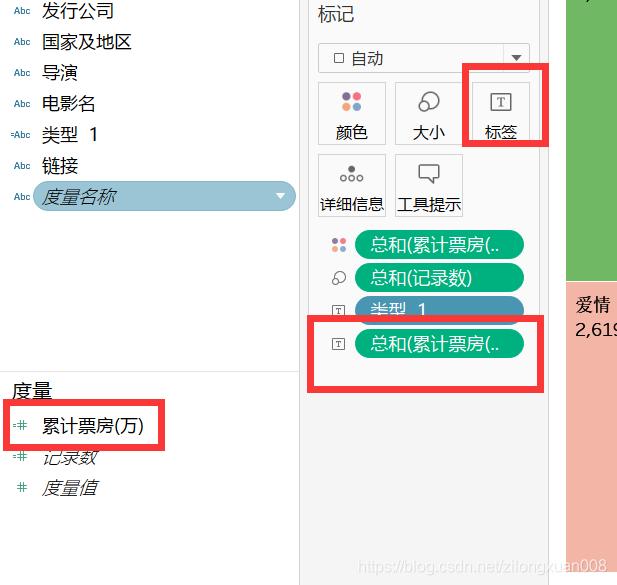 Abc 发行公司
Abc 国家及地区
Abc 导演
Abc 电影名
=Abc 类型 1
Abc 链接
Abc 度量名称
度量
=# 累计票房(万)
=# 记录数
# 度量值
标记
自动
颜色 大小 T 标签
详细信息 工具提示
总和(累计票房(..
总和(记录数)
T 类型 1
T 总和(累计票房(..
爱情
2,619
https://blog.csdn.net/zilongxuan008